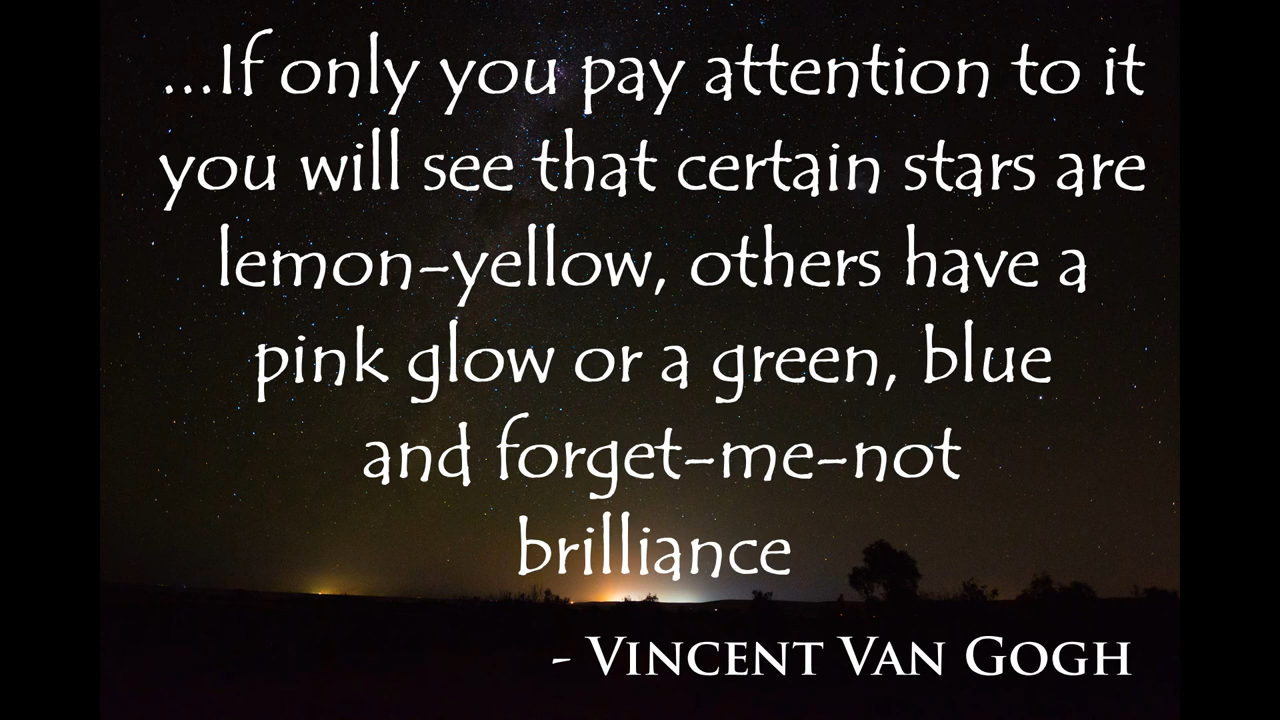 ...If only you pay attention to it
you will see that certain stars are
lemon-yellow, others have a
pink glow or a green, blue
and forget-me-not
brilliance
- Vincent Van Gogh